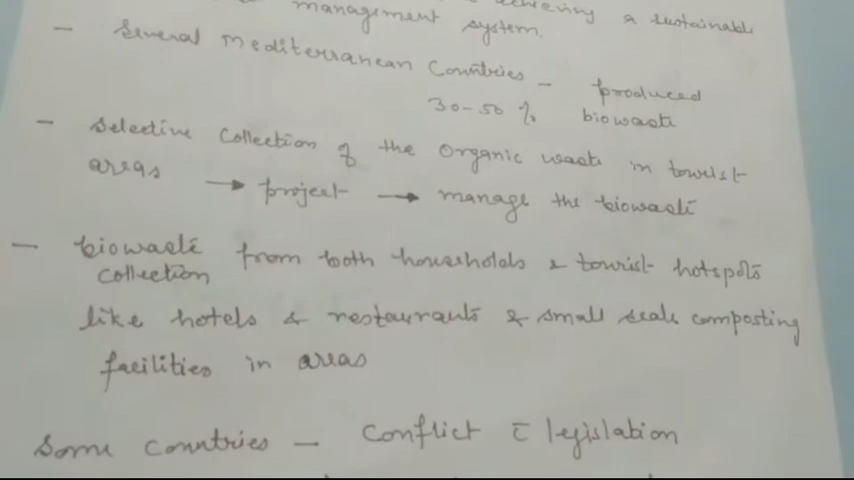 achieving a sustainable
management system.
- Several mediterranean countries - produced
30-50 % biowaste
- Selective collection of the organic waste in tourist
areas → project → manage the biowaste
- biowaste from both households & tourist hotspots
collection
like hotels & restaurants & small scale composting
facilities in areas
Some countries - Conflict c̄ legislation